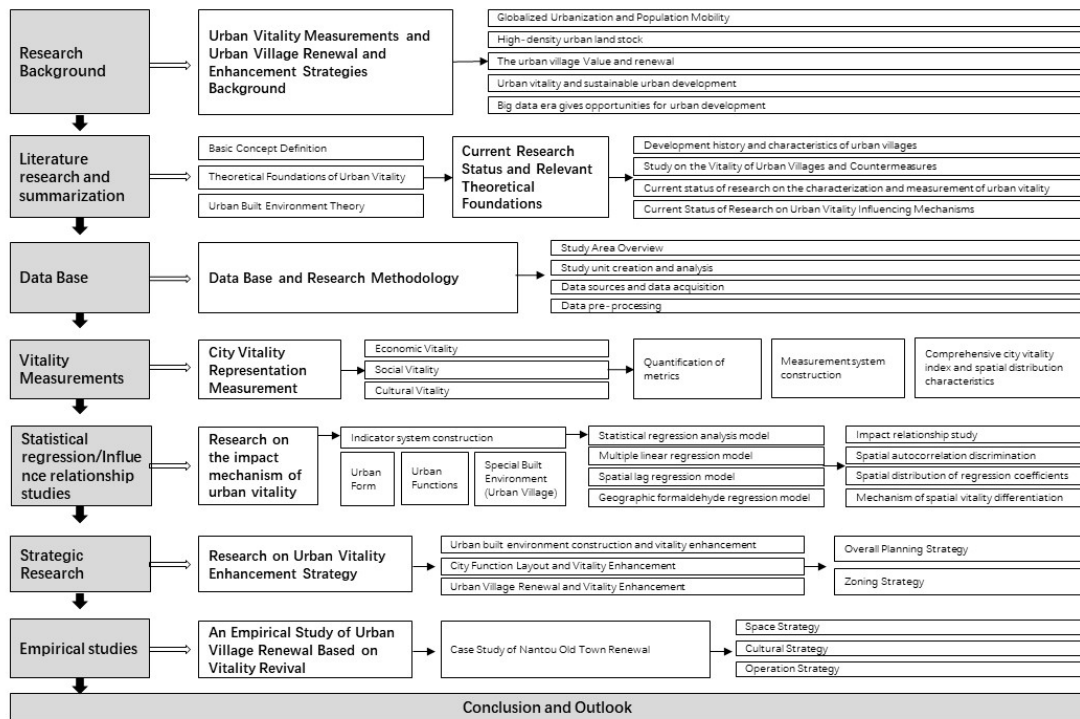 Research
Background
Urban Vitality Measurements and
Urban Village Renewal and
Enhancement Strategies
Background
Globalized Urbanization and Population Mobility
High-density urban land stock
The urban village Value and renewal
Urban vitality and sustainable urban development
Big data era gives opportunities for urban development
Literature
research and
summarization
Basic Concept Definition
Theoretical Foundations of Urban Vitality
Urban Built Environment Theory
Current Research
Status and Relevant
Theoretical
Foundations
Development history and characteristics of urban villages
Study on the Vitality of Urban Villages and Countermeasures
Current status of research on the characterization and measurement of urban vitality
Current Status of Research on Urban Vitality Influencing Mechanisms
Data Base
Data Base and Research Methodology
Study Area Overview
Study unit creation and analysis
Data sources and data acquisition
Data pre-processing
Vitality
Measurements
City Vitality
Representation
Measurement
Economic Vitality
Social Vitality
Cultural Vitality
Quantification of
metrics
Measurement system
construction
Comprehensive city vitality
index and spatial distribution
characteristics
Statistical
regression/Influe
nce relationship
studies
Research on
the impact
mechanism of
urban vitality
Indicator system construction
Urban
Form
Urban
Functions
Special Built
Environment
(Urban Village)
Statistical regression analysis model
Multiple linear regression model
Spatial lag regression model
Geographic formaldehyde regression model
Impact relationship study
Spatial autocorrelation discrimination
Spatial distribution of regression coefficients
Mechanism of spatial vitality differentiation
Strategic
Research
Research on Urban Vitality
Enhancement Strategy
Urban built environment construction and vitality enhancement
City Function Layout and Vitality Enhancement
Urban Village Renewal and Vitality Enhancement
Overall Planning Strategy
Zoning Strategy
Empirical studies
An Empirical Study of Urban
Village Renewal Based on
Vitality Revival
Case Study of Nantou Old Town Renewal
Space Strategy
Cultural Strategy
Operation Strategy
Conclusion and Outlook